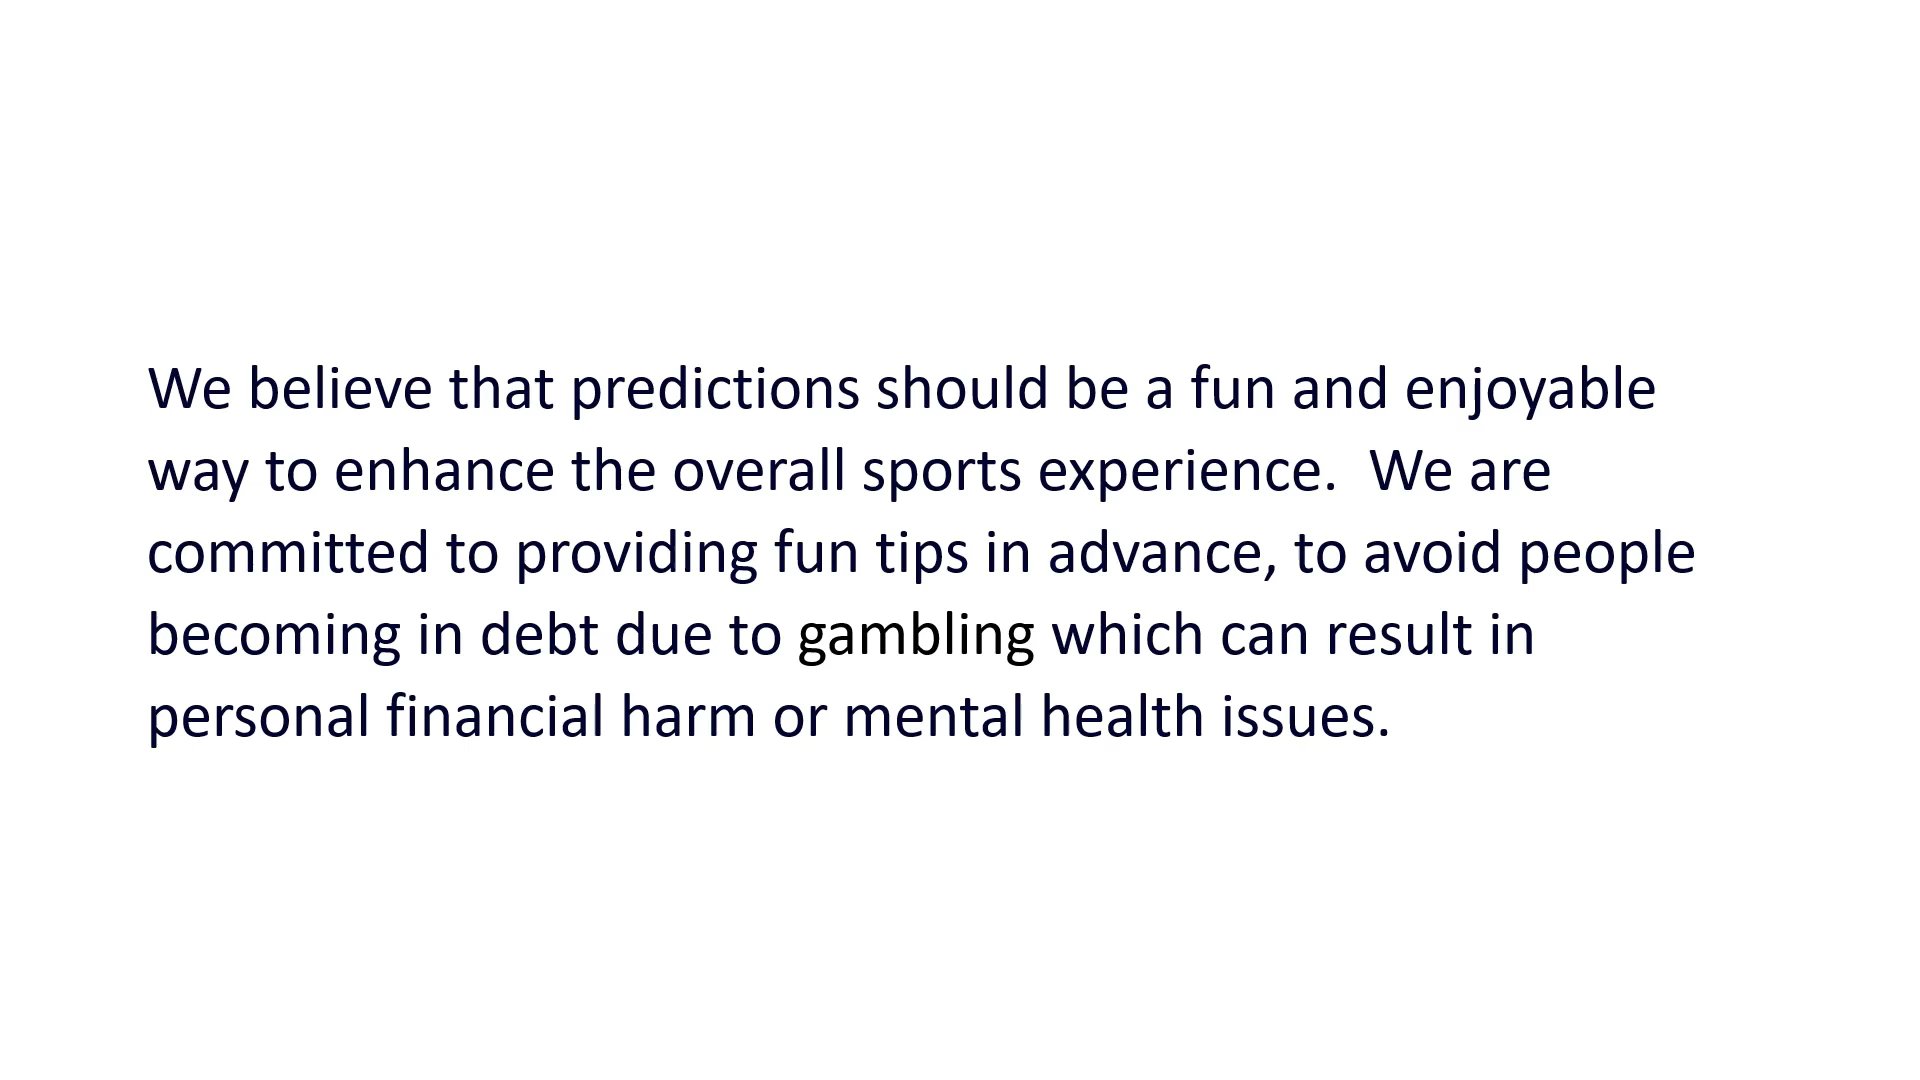 We believe that predictions should be a fun and enjoyable
way to enhance the overall sports experience.  We are
committed to providing fun tips in advance, to avoid people
becoming in debt due to gambling which can result in
personal financial harm or mental health issues.